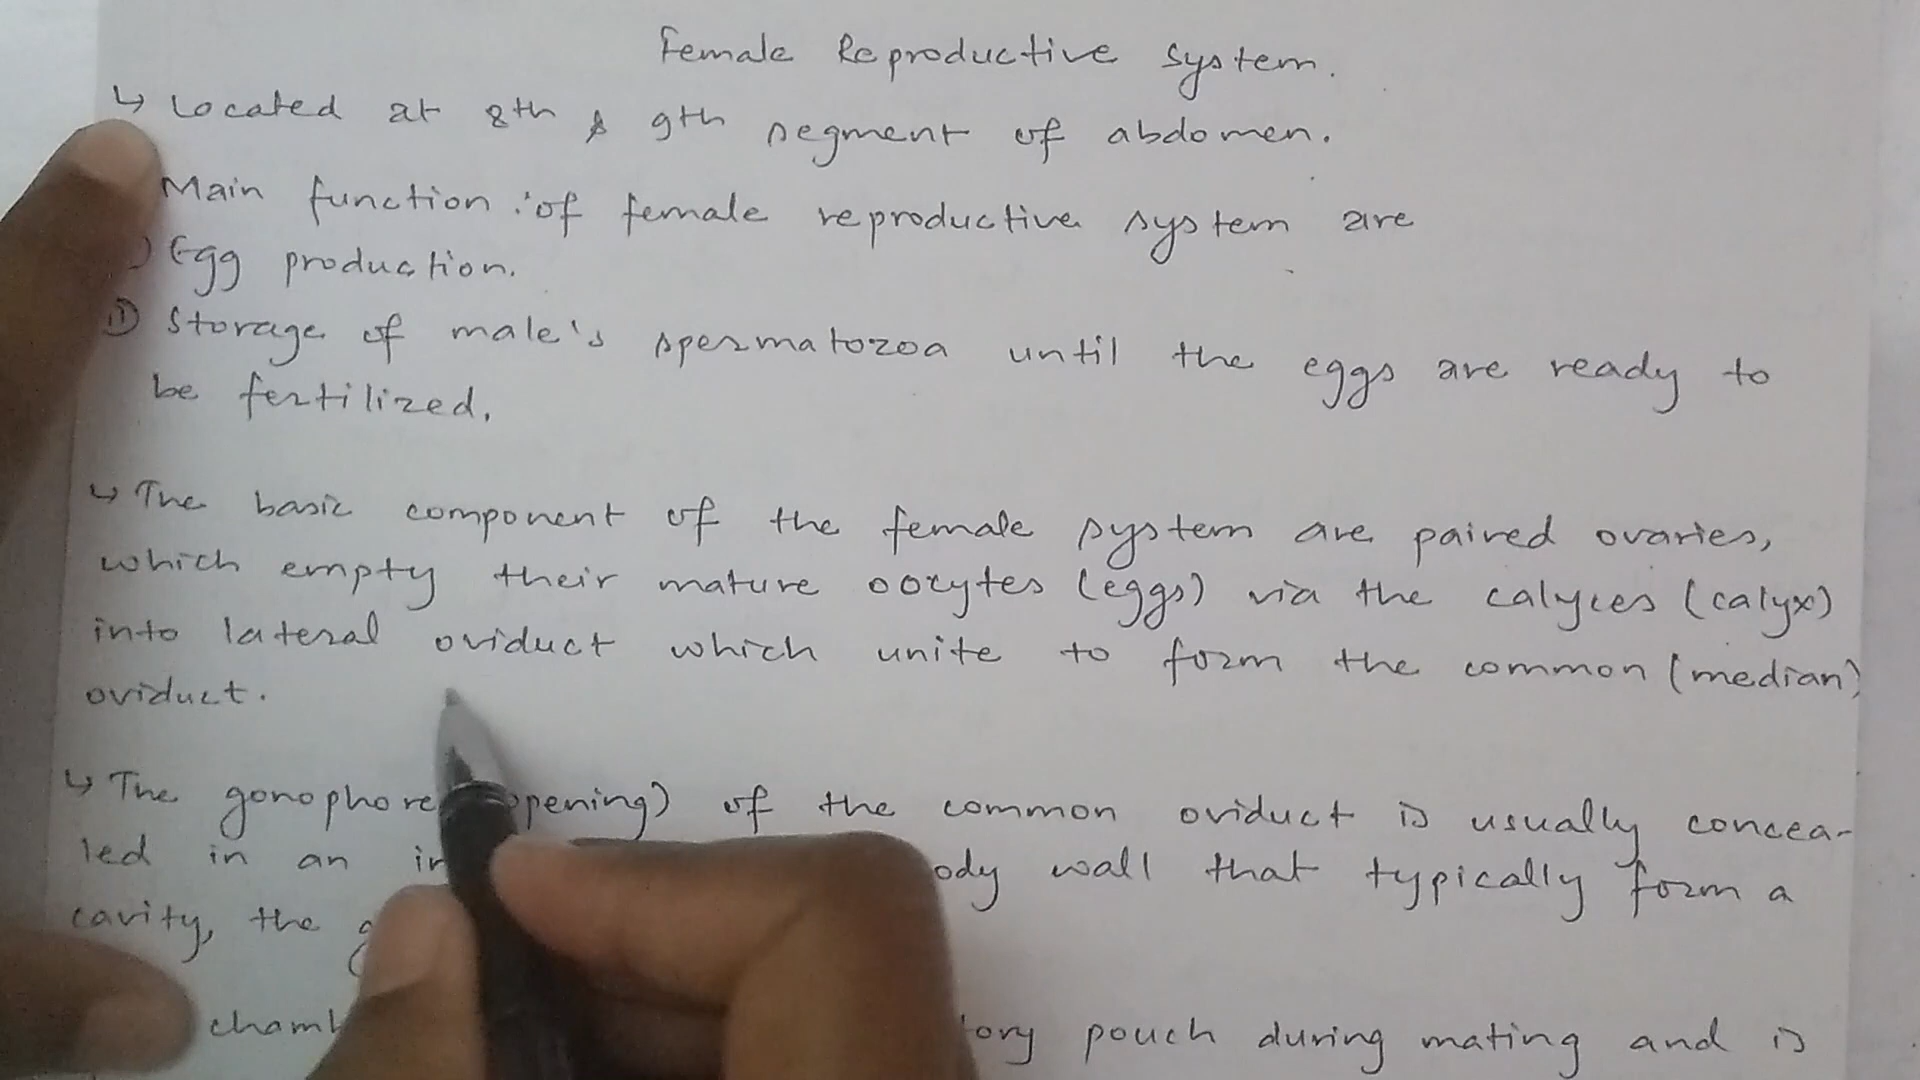 Female Reproductive System.
↳ Located at 8th & 9th segment of abdomen.
Main function of female reproductive system are
) Egg production.
ii) Storage of male's spermatozoa until the eggs are ready to
be fertilized.
↳ The basic component of the female system are paired ovaries,
which empty their mature oocytes (eggs) via the calyces (calyx)
into lateral oviduct which unite to form the common (median)
oviduct.
↳ The gonophore opening) of the common oviduct is usually concea-
led in an ody wall that typically form a
cavity, the
chamb ory pouch during mating and is